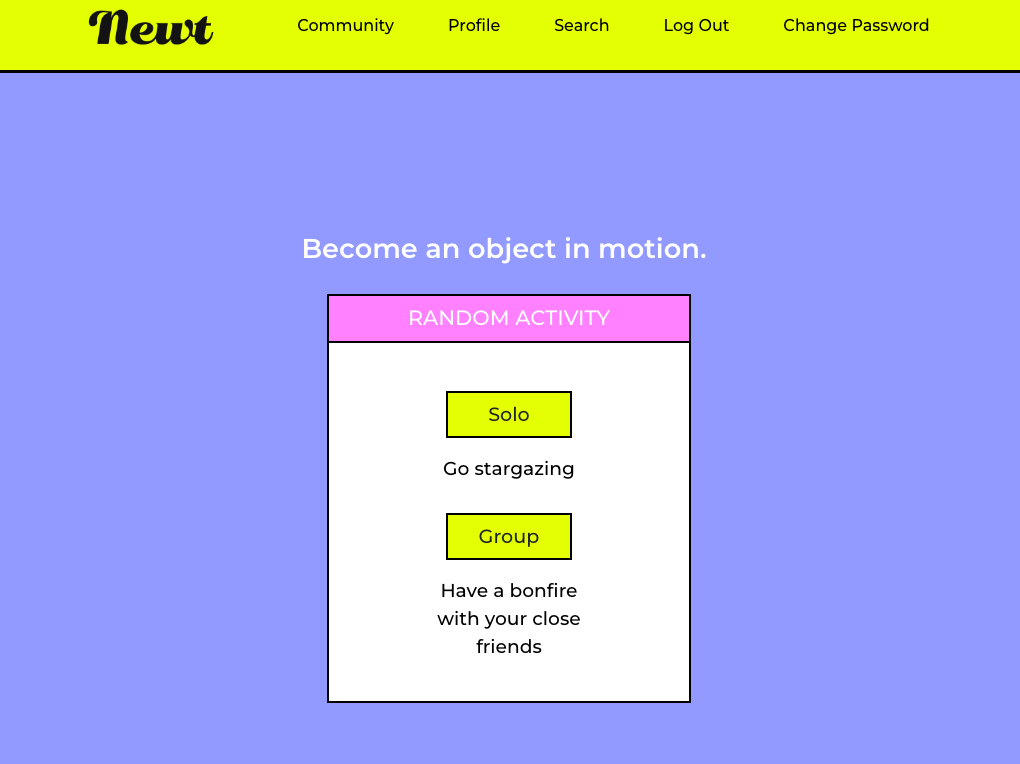 Newt
Community Profile Search Log Out Change Password
Become an object in motion.
RANDOM ACTIVITY
Solo
Go stargazing
Group
Have a bonfire
with your close
friends